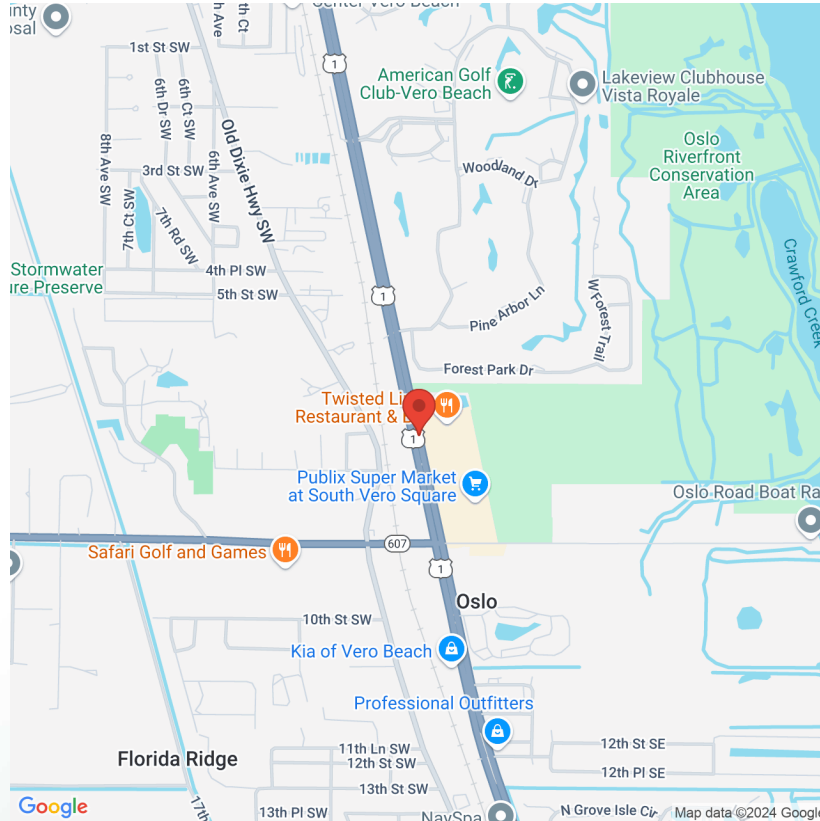 Center Vero Beach
nty
osal
th Ave
th Ct
1st St SW
1
6th Dr SW
6th Ct SW
8th Ave SW
6th Ave SW
Old Dixie Hwy SW
3rd St SW
7th Ct SW
7th Rd SW
4th Pl SW
5th St SW
Stormwater
ure Preserve
American Golf
Club-Vero Beach
Lakeview Clubhouse
Vista Royale
Oslo
Riverfront
Conservation
Area
Woodland Dr
Crawford Creek
1
Pine Arbor Ln
W Forest Trail
Forest Park Dr
Twisted Li
Restaurant &
1
Publix Super Market
at South Vero Square
Oslo Road Boat Ra
607
Safari Golf and Games
1
Oslo
10th St SW
Kia of Vero Beach
Professional Outfitters
Florida Ridge
11th Ln SW
12th St SW
13th St SW
13th Pl SW
17th
12th St SE
12th Pl SE
NavSpa
N Grove Isle Cir
Google
Map data ©2024 Google